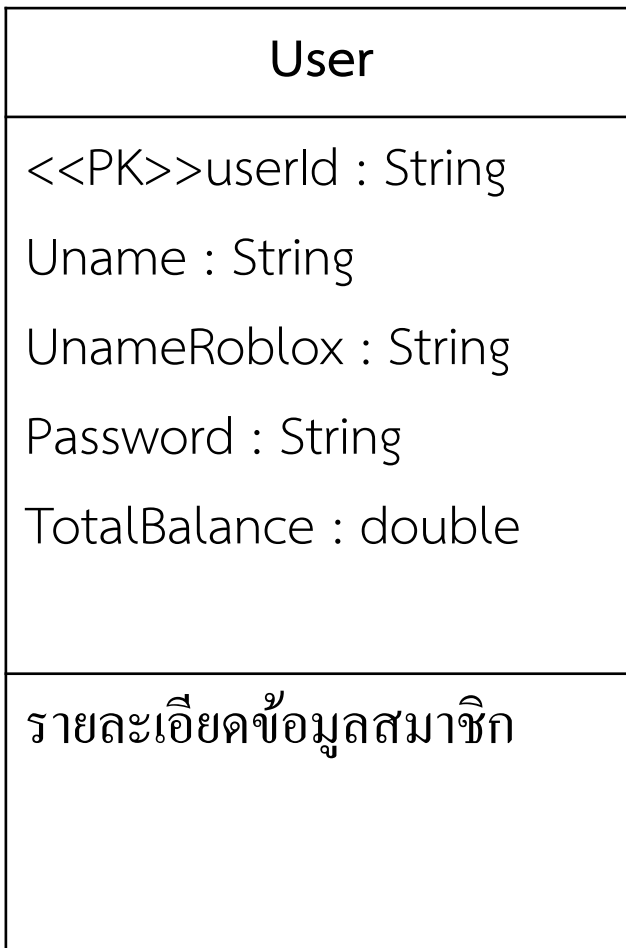 User
<<PK>>userId : String
Uname : String
UnameRoblox : String
Password : String
TotalBalance : double
รายละเอียดข้อมูลสมาชิก